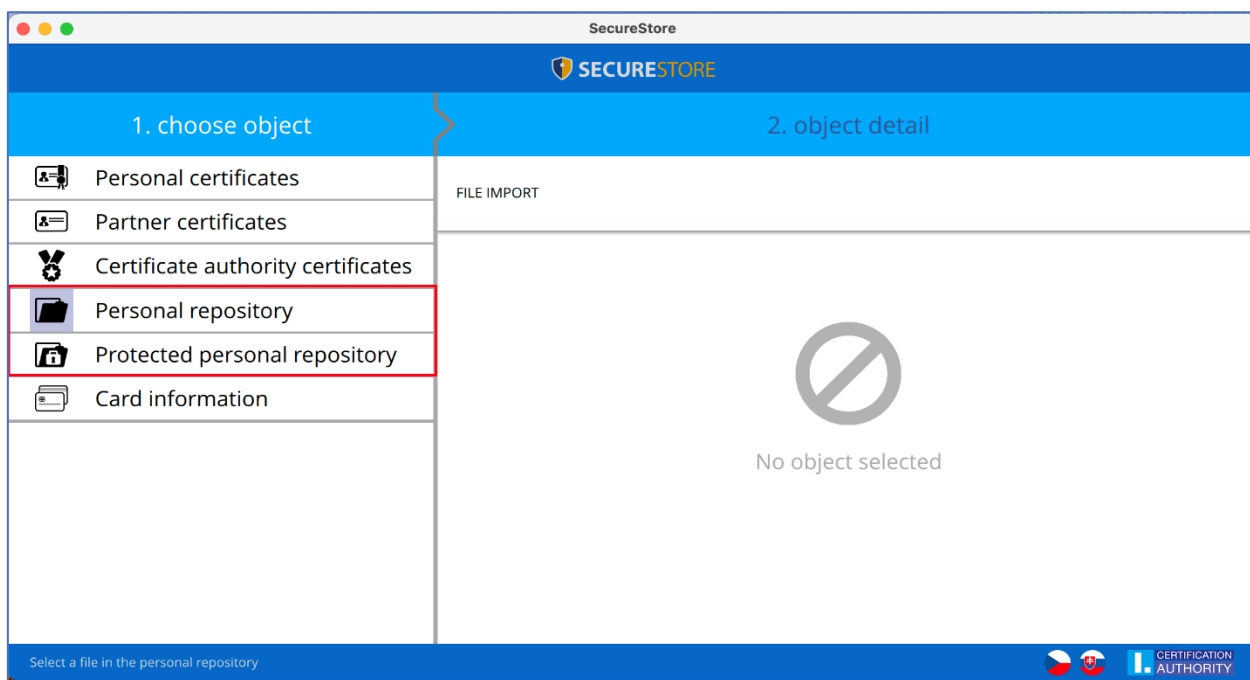 SecureStore
SECURESTORE
1. choose object
2. object detail
Personal certificates
Partner certificates
Certificate authority certificates
Personal repository
Protected personal repository
Card information
FILE IMPORT
No object selected
Select a file in the personal repository
I.
CERTIFICATION
AUTHORITY